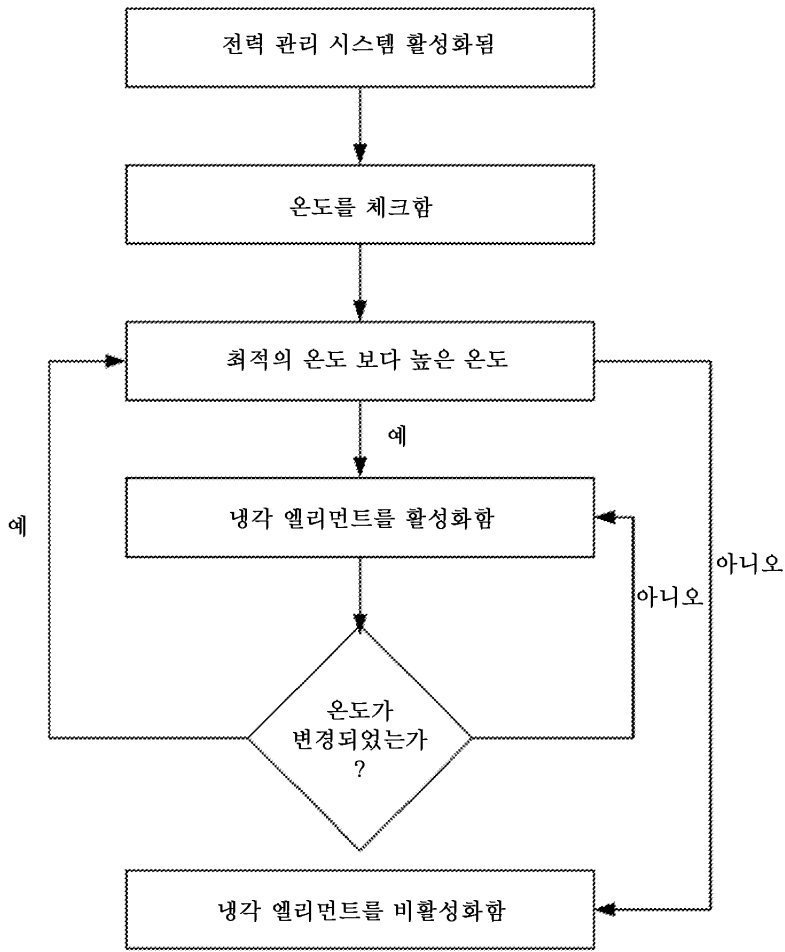 전력 관리 시스템 활성화됨
온도를 체크함
최적의 온도 보다 높은 온도
예
냉각 엘리먼트를 활성화함
예
아니오
아니오
온도가
변경되었는가
?
냉각 엘리먼트를 비활성화함